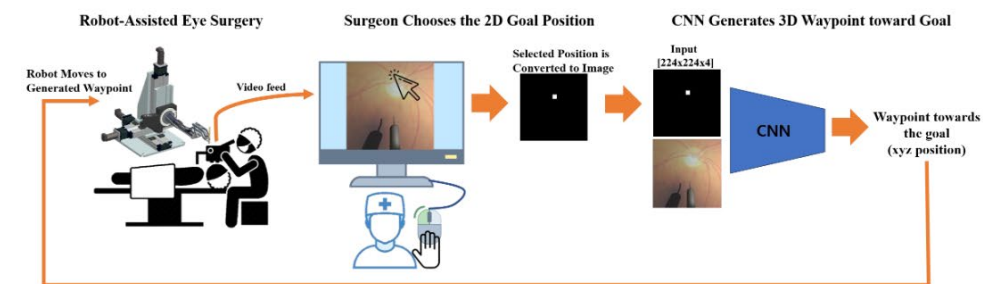 Robot-Assisted Eye Surgery
Surgeon Chooses the 2D Goal Position
CNN Generates 3D Waypoint toward Goal
Robot Moves to
Generated Waypoint
Video feed
Selected Position is
Converted to Image
Input
[224x224x4]
CNN
Waypoint towards
the goal
(xyz position)